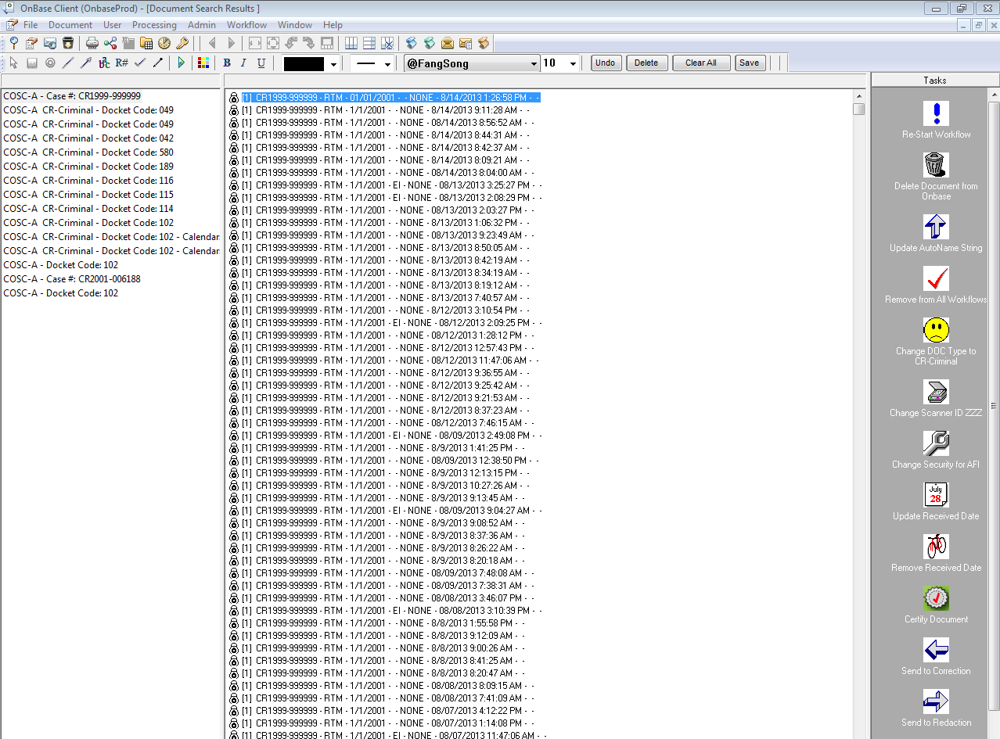 OnBase Client (OnbaseProd) - [Document Search Results ]
File Document User Processing Admin Workflow Window Help
abc R# B I U @FangSong 10 Undo Delete Clear All Save
COSC-A - Case #: CR1999-999999
COSC-A CR-Criminal - Docket Code: 049
COSC-A CR-Criminal - Docket Code: 049
COSC-A CR-Criminal - Docket Code: 042
COSC-A CR-Criminal - Docket Code: 580
COSC-A CR-Criminal - Docket Code: 189
COSC-A CR-Criminal - Docket Code: 116
COSC-A CR-Criminal - Docket Code: 115
COSC-A CR-Criminal - Docket Code: 114
COSC-A CR-Criminal - Docket Code: 102
COSC-A CR-Criminal - Docket Code: 102 - Calendar
COSC-A CR-Criminal - Docket Code: 102 - Calendar
COSC-A - Docket Code: 102
COSC-A - Case #: CR2001-006188
COSC-A - Docket Code: 102
[1] CR1999-999999 - RTM - 01/01/2001 - - NONE - 8/14/2013 1:26:58 PM - -
[1] CR1999-999999 - RTM - 1/1/2001 - - NONE - 8/14/2013 9:11:28 AM - -
[1] CR1999-999999 - RTM - 1/1/2001 - - NONE - 08/14/2013 8:56:52 AM - -
[1] CR1999-999999 - RTM - 1/1/2001 - - NONE - 8/14/2013 8:44:31 AM - -
[1] CR1999-999999 - RTM - 1/1/2001 - - NONE - 8/14/2013 8:42:37 AM - -
[1] CR1999-999999 - RTM - 1/1/2001 - - NONE - 8/14/2013 8:09:21 AM - -
[1] CR1999-999999 - RTM - 1/1/2001 - - NONE - 08/14/2013 8:04:00 AM - -
[1] CR1999-999999 - RTM - 1/1/2001 - EI - NONE - 08/13/2013 3:25:27 PM - -
[1] CR1999-999999 - RTM - 1/1/2001 - EI - NONE - 08/13/2013 2:08:29 PM - -
[1] CR1999-999999 - RTM - 1/1/2001 - - NONE - 08/13/2013 2:03:27 PM - -
[1] CR1999-999999 - RTM - 1/1/2001 - - NONE - 8/13/2013 1:06:32 PM - -
[1] CR1999-999999 - RTM - 1/1/2001 - - NONE - 08/13/2013 9:23:49 AM - -
[1] CR1999-999999 - RTM - 1/1/2001 - - NONE - 8/13/2013 8:50:05 AM - -
[1] CR1999-999999 - RTM - 1/1/2001 - - NONE - 8/13/2013 8:42:19 AM - -
[1] CR1999-999999 - RTM - 1/1/2001 - - NONE - 8/13/2013 8:34:19 AM - -
[1] CR1999-999999 - RTM - 1/1/2001 - - NONE - 8/13/2013 8:19:12 AM - -
[1] CR1999-999999 - RTM - 1/1/2001 - - NONE - 8/13/2013 7:40:57 AM - -
[1] CR1999-999999 - RTM - 1/1/2001 - - NONE - 8/12/2013 3:10:54 PM - -
[1] CR1999-999999 - RTM - 1/1/2001 - EI - NONE - 08/12/2013 2:09:25 PM - -
[1] CR1999-999999 - RTM - 1/1/2001 - - NONE - 08/12/2013 1:28:12 PM - -
[1] CR1999-999999 - RTM - 1/1/2001 - - NONE - 8/12/2013 12:57:43 PM - -
[1] CR1999-999999 - RTM - 1/1/2001 - - NONE - 08/12/2013 11:47:06 AM - -
[1] CR1999-999999 - RTM - 1/1/2001 - - NONE - 8/12/2013 9:36:55 AM - -
[1] CR1999-999999 - RTM - 1/1/2001 - - NONE - 8/12/2013 9:25:42 AM - -
[1] CR1999-999999 - RTM - 1/1/2001 - - NONE - 8/12/2013 9:21:53 AM - -
[1] CR1999-999999 - RTM - 1/1/2001 - - NONE - 8/12/2013 8:37:23 AM - -
[1] CR1999-999999 - RTM - 1/1/2001 - - NONE - 08/12/2013 7:46:15 AM - -
[1] CR1999-999999 - RTM - 1/1/2001 - EI - NONE - 08/09/2013 2:49:08 PM - -
[1] CR1999-999999 - RTM - 1/1/2001 - - NONE - 8/9/2013 1:41:25 PM - -
[1] CR1999-999999 - RTM - 1/1/2001 - - NONE - 08/09/2013 12:38:50 PM - -
[1] CR1999-999999 - RTM - 1/1/2001 - - NONE - 8/9/2013 12:13:15 PM - -
[1] CR1999-999999 - RTM - 1/1/2001 - - NONE - 8/9/2013 10:27:26 AM - -
[1] CR1999-999999 - RTM - 1/1/2001 - - NONE - 8/9/2013 9:13:45 AM - -
[1] CR1999-999999 - RTM - 1/1/2001 - EI - NONE - 08/09/2013 9:04:27 AM - -
[1] CR1999-999999 - RTM - 1/1/2001 - - NONE - 8/9/2013 9:08:52 AM - -
[1] CR1999-999999 - RTM - 1/1/2001 - - NONE - 8/9/2013 8:37:36 AM - -
[1] CR1999-999999 - RTM - 1/1/2001 - - NONE - 8/9/2013 8:26:22 AM - -
[1] CR1999-999999 - RTM - 1/1/2001 - - NONE - 8/9/2013 8:20:18 AM - -
[1] CR1999-999999 - RTM - 1/1/2001 - - NONE - 08/09/2013 7:48:08 AM - -
[1] CR1999-999999 - RTM - 1/1/2001 - - NONE - 08/09/2013 7:38:31 AM - -
[1] CR1999-999999 - RTM - 1/1/2001 - - NONE - 08/08/2013 3:46:07 PM - -
[1] CR1999-999999 - RTM - 1/1/2001 - EI - NONE - 08/08/2013 3:10:39 PM - -
[1] CR1999-999999 - RTM - 1/1/2001 - - NONE - 8/8/2013 1:55:58 PM - -
[1] CR1999-999999 - RTM - 1/1/2001 - - NONE - 8/8/2013 9:12:09 AM - -
[1] CR1999-999999 - RTM - 1/1/2001 - - NONE - 8/8/2013 9:00:26 AM - -
[1] CR1999-999999 - RTM - 1/1/2001 - - NONE - 8/8/2013 8:41:25 AM - -
[1] CR1999-999999 - RTM - 1/1/2001 - - NONE - 8/8/2013 8:20:47 AM - -
[1] CR1999-999999 - RTM - 1/1/2001 - - NONE - 08/08/2013 8:09:15 AM - -
[1] CR1999-999999 - RTM - 1/1/2001 - - NONE - 08/08/2013 7:41:09 AM - -
[1] CR1999-999999 - RTM - 1/1/2001 - - NONE - 08/07/2013 4:12:22 PM - -
[1] CR1999-999999 - RTM - 1/1/2001 - - NONE - 08/07/2013 1:14:08 PM - -
[1] CR1999-999999 - RTM - 1/1/2001 - EI - NONE - 08/07/2013 11:47:06 AM - -
Tasks
Re-Start Workflow
Delete Document from
Onbase
Update AutoName String
Remove from All Workflows
Change DOC Type to
CR-Criminal
Change Scanner ID ZZZ
Change Security for AFI
July
28
Update Received Date
Remove Received Date
Certify Document
Send to Correction
Send to Redaction